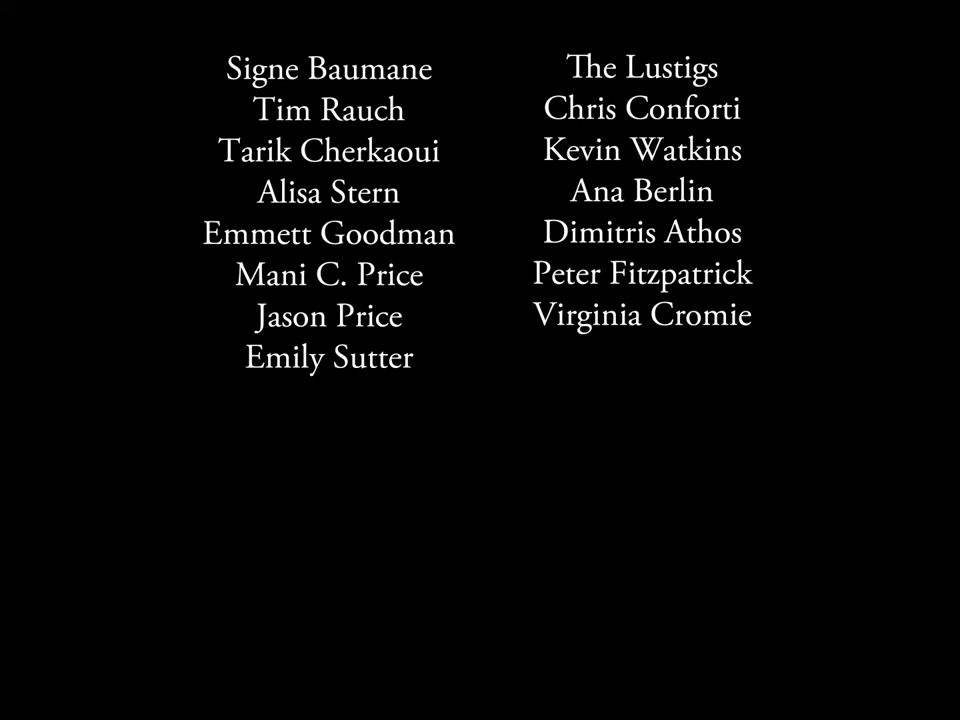 Signe Baumane
Tim Rauch
Tarik Cherkaoui
Alisa Stern
Emmett Goodman
Mani C. Price
Jason Price
Emily Sutter
The Lustigs
Chris Conforti
Kevin Watkins
Ana Berlin
Dimitris Athos
Peter Fitzpatrick
Virginia Cromie